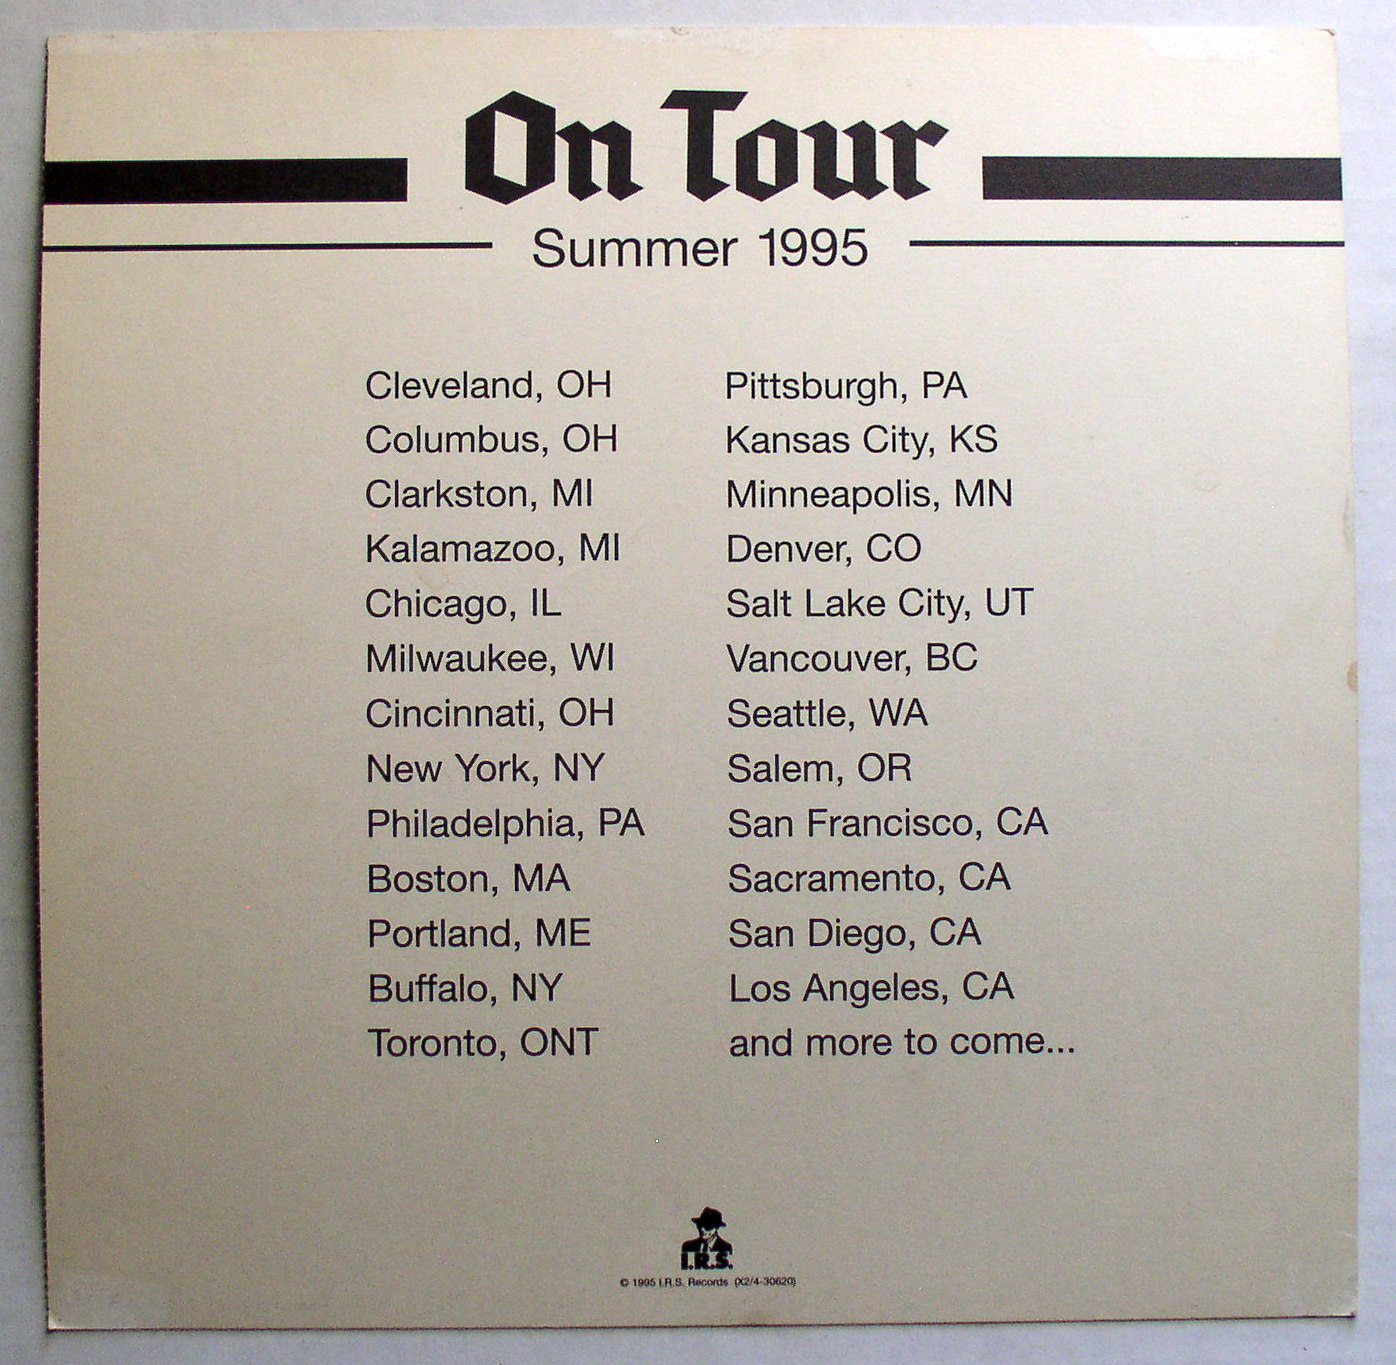 On Tour
Summer 1995
Cleveland, OH
Columbus, OH
Clarkston, MI
Kalamazoo, MI
Chicago, IL
Milwaukee, WI
Cincinnati, OH
New York, NY
Philadelphia, PA
Boston, MA
Portland, ME
Buffalo, NY
Toronto, ONT
Pittsburgh, PA
Kansas City, KS
Minneapolis, MN
Denver, CO
Salt Lake City, UT
Vancouver, BC
Seattle, WA
Salem, OR
San Francisco, CA
Sacramento, CA
San Diego, CA
Los Angeles, CA
and more to come...
I.R.S.
© 1995 I.R.S. Records (X2/4-30620)